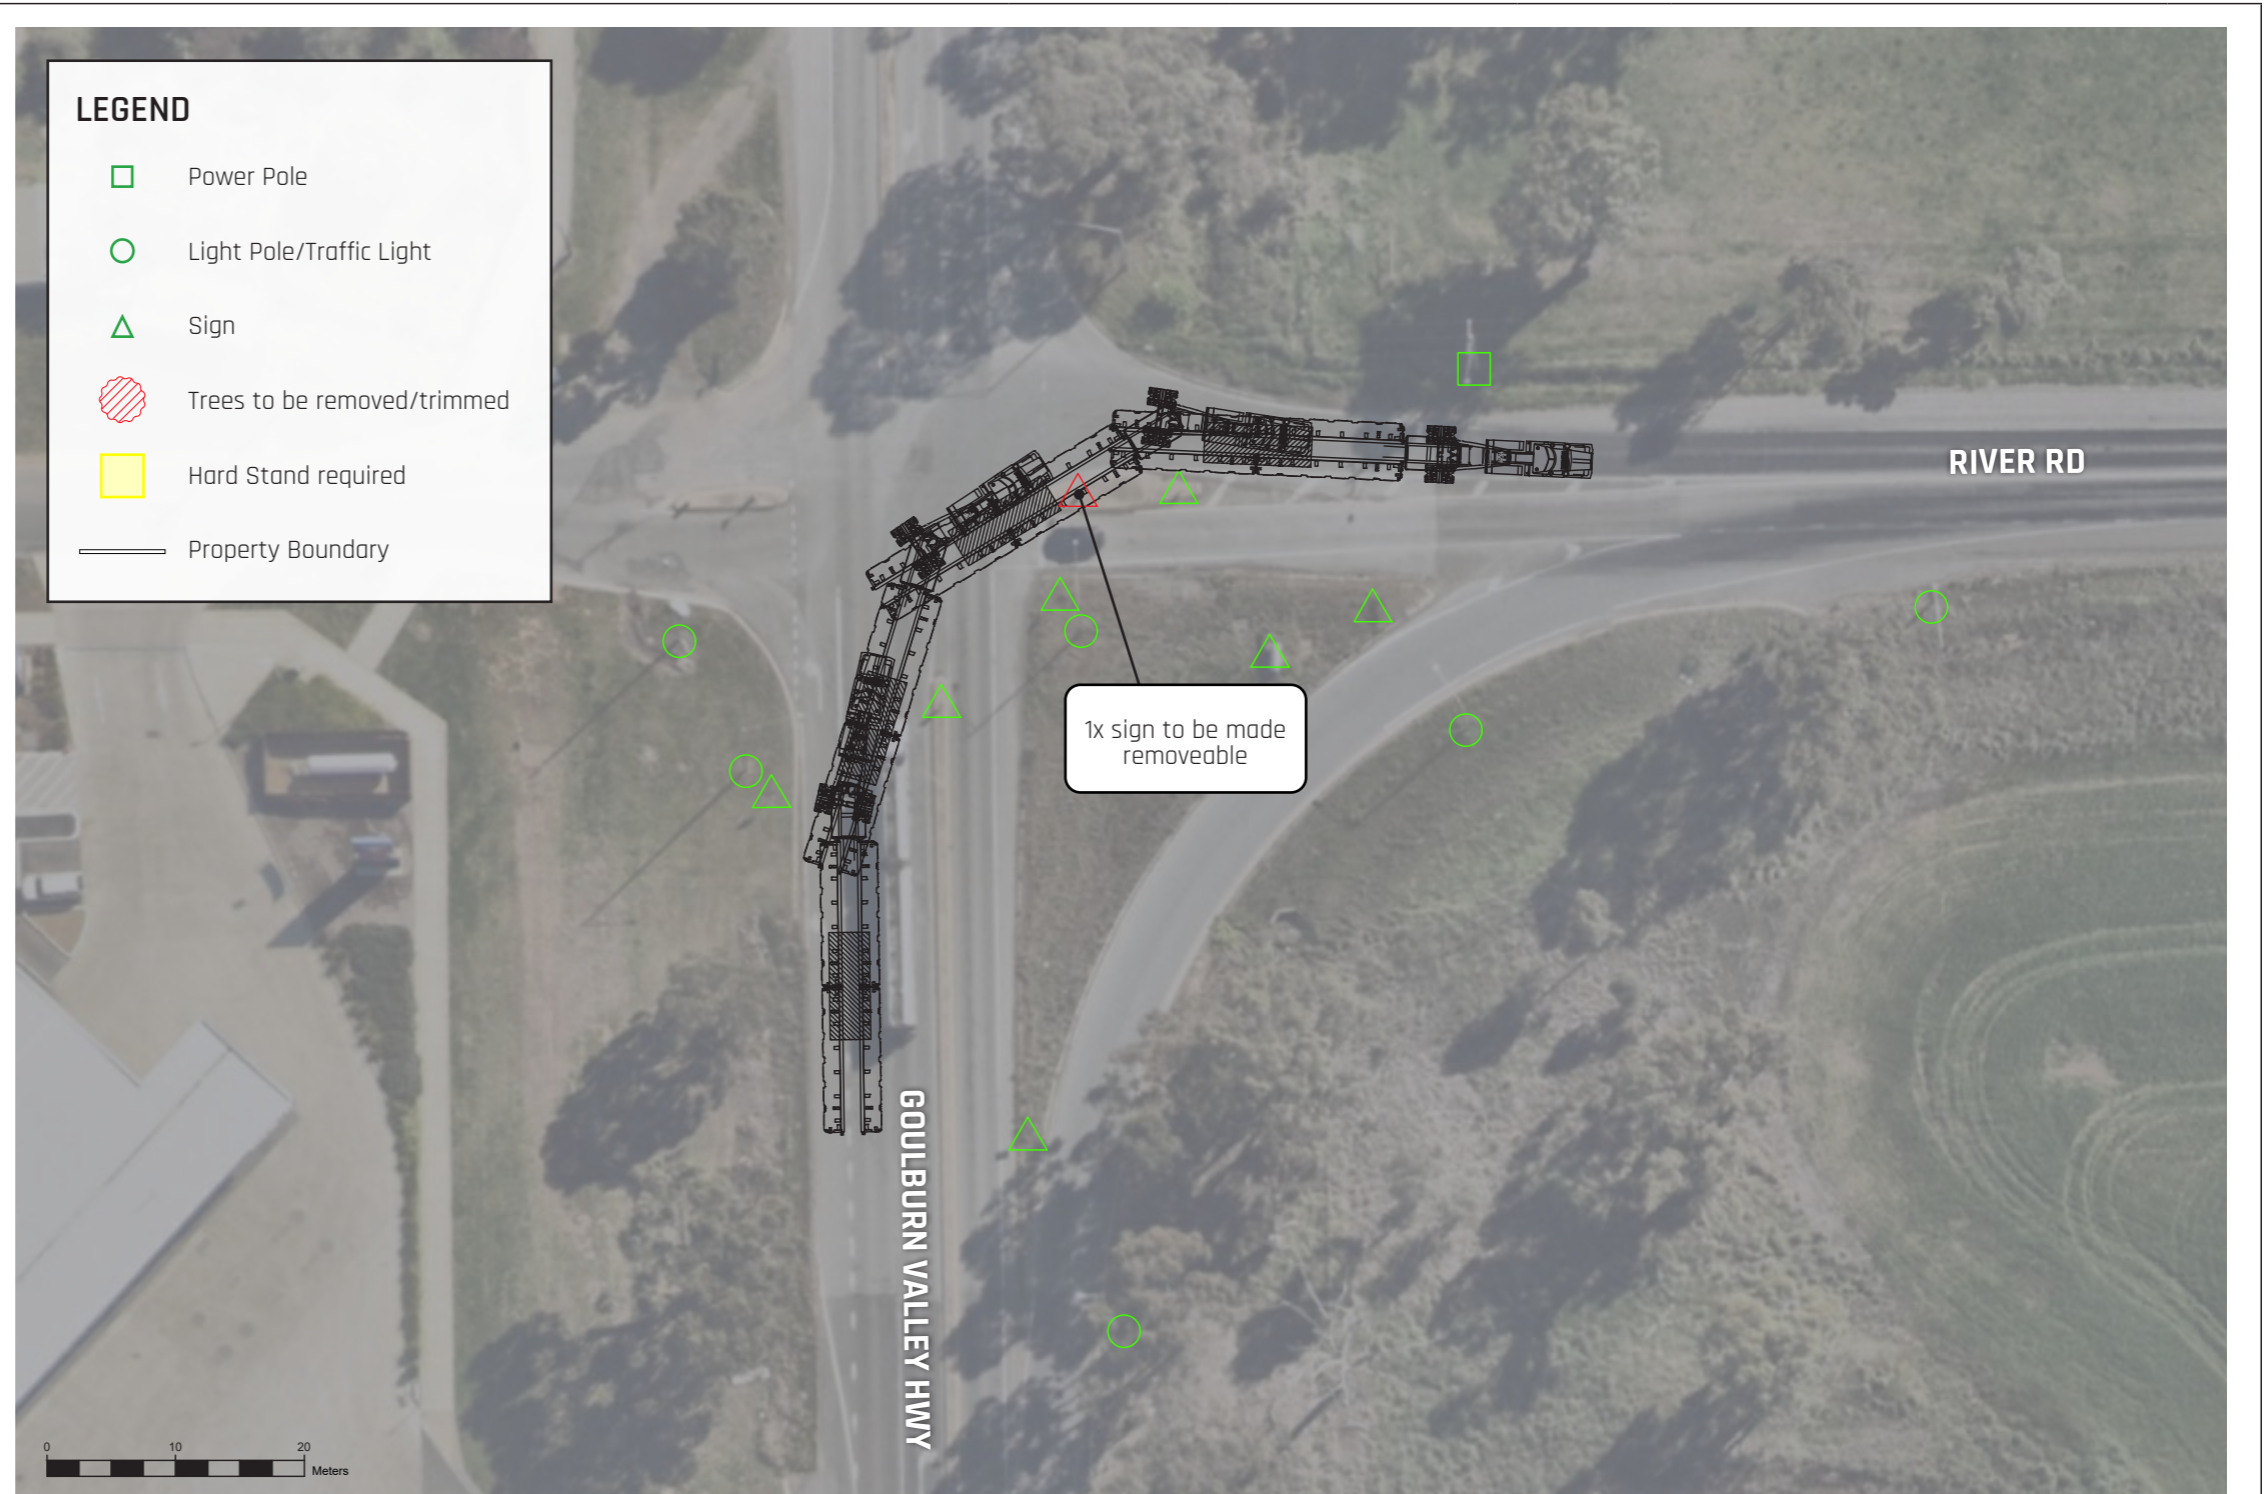 LEGEND
Power Pole
Light Pole/Traffic Light
Sign
Trees to be removed/trimmed
Hard Stand required
Property Boundary
RIVER RD
1x sign to be made
removeable
GOULBURN VALLEY HWY
0 10 20
Meters